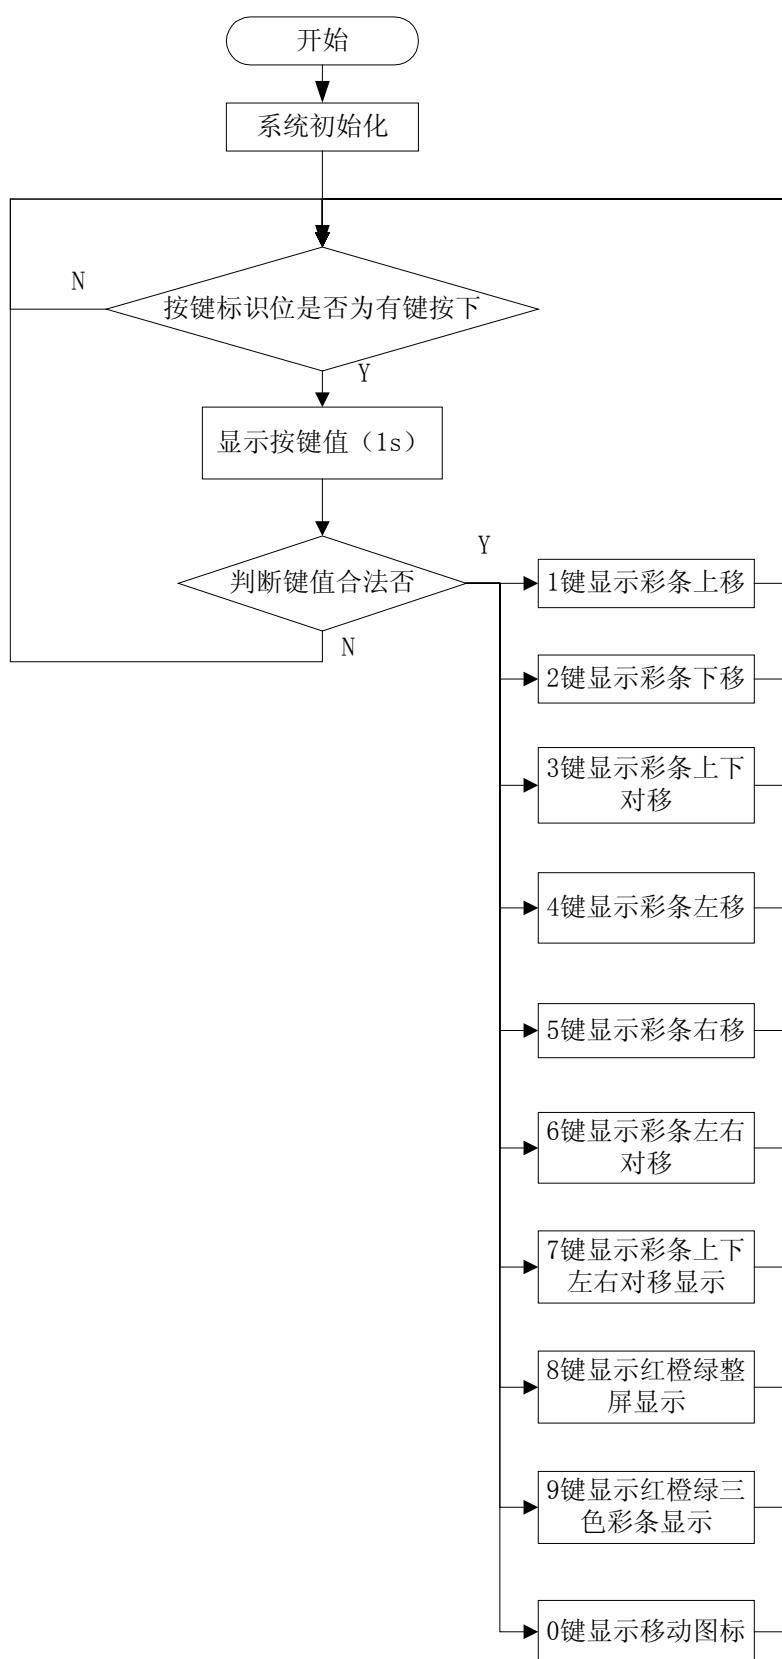 开始
系统初始化
N
按键标识位是否为有键按下
Y
显示按键值（1s）
判断键值合法否
Y
N
1键显示彩条上移
2键显示彩条下移
3键显示彩条上下
对移
4键显示彩条左移
5键显示彩条右移
6键显示彩条左右
对移
7键显示彩条上下
左右对移显示
8键显示红橙绿整
屏显示
9键显示红橙绿三
色彩条显示
0键显示移动图标